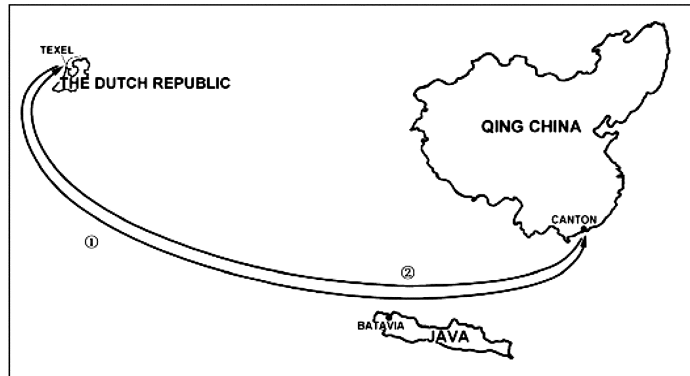 TEXEL
THE DUTCH REPUBLIC
QING CHINA
CANTON
①
②
BATAVIA
JAVA